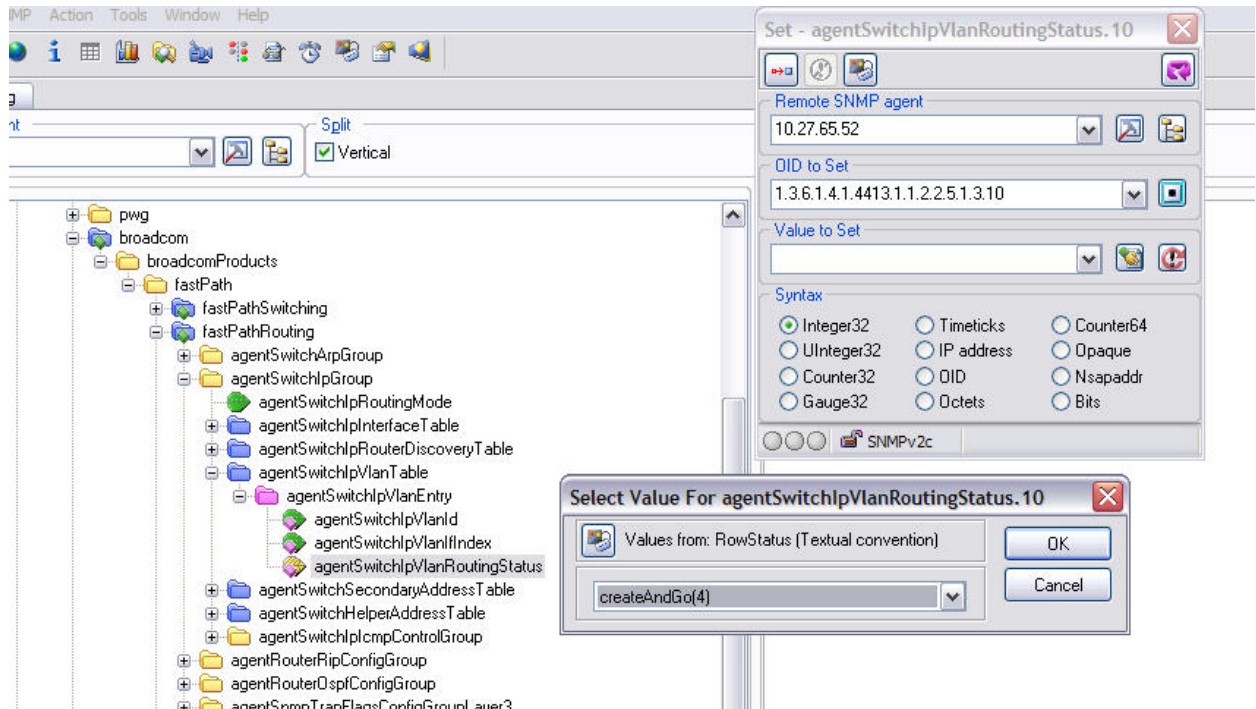 MP Action Tools Window Help
Split
Vertical
pwg
broadcom
broadcomProducts
fastPath
fastPathSwitching
fastPathRouting
agentSwitchArpGroup
agentSwitchIpGroup
agentSwitchIpRoutingMode
agentSwitchIpInterfaceTable
agentSwitchIpRouterDiscoveryTable
agentSwitchIpVlanTable
agentSwitchIpVlanEntry
agentSwitchIpVlanId
agentSwitchIpVlanIfIndex
agentSwitchIpVlanRoutingStatus
agentSwitchSecondaryAddressTable
agentSwitchHelperAddressTable
agentSwitchIpIcmpControlGroup
agentRouterRipConfigGroup
agentRouterOspfConfigGroup
agentSnmpTrapFlagsConfigGroupLayer3
Set - agentSwitchIpVlanRoutingStatus.10
Remote SNMP agent
10.27.65.52
OID to Set
1.3.6.1.4.1.4413.1.1.2.2.5.1.3.10
Value to Set
Syntax
Integer32 Timeticks Counter64
UInteger32 IP address Opaque
Counter32 OID Nsapaddr
Gauge32 Octets Bits
SNMPv2c
Select Value For agentSwitchIpVlanRoutingStatus.10
Values from: RowStatus (Textual convention)
OK
createAndGo(4)
Cancel